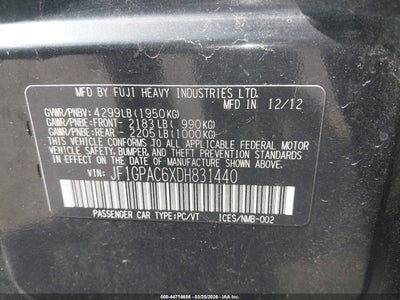 MFD BY FUJI HEAVY INDUSTRIES LTD.
MFD IN 12/12
GVWR/PNBV: 4299LB(1950KG)
GAWR/PNBE:FRONT- 2183LB( 990KG)
GAWR/PNBE:REAR - 2205LB(1000KG)
THIS VEHICLE CONFORMS TO ALL APPLICABLE FEDERAL MOTOR
VEHICLE SAFETY, BUMPER, AND THEFT PREVENTION STANDARDS
IN EFFECT ON THE DATE OF MANUFACTURE SHOWN ABOVE.
VIN: JF1GPAC6XDH831440
PASSENGER CAR TYPE:PC/VT ICES/NMB-002
000-44714656 - 03/25/2026 - IAAI.COM